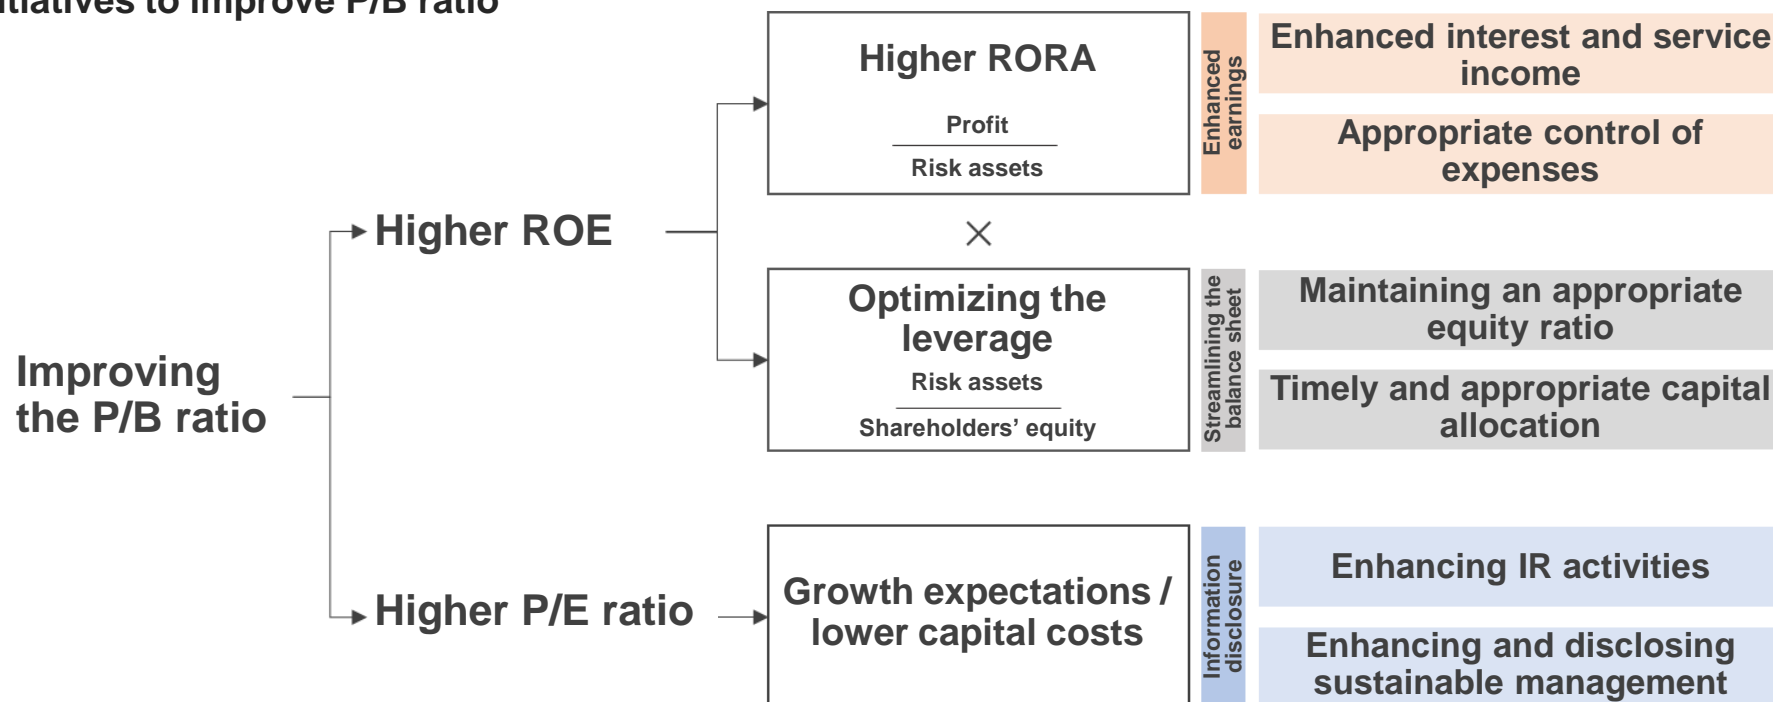 to improve P/B ratio
Higher RORA
Profit
Risk assets
Enhanced
earnings
Enhanced interest and service
income
Appropriate control of
expenses
Higher ROE
×
Optimizing the
leverage
Risk assets
Shareholders’ equity
Streamlining the
balance sheet
Maintaining an appropriate
equity ratio
Timely and appropriate capital
allocation
Improving
the P/B ratio
Higher P/E ratio
Growth expectations /
lower capital costs
Information
disclosure
Enhancing IR activities
Enhancing and disclosing
sustainable management